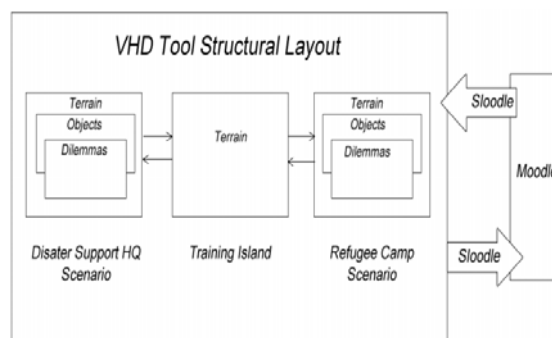 VHD Tool Structural Layout
Terrain
Objects
Dilemmas
Terrain
Terrain
Objects
Dilemmas
Disater Support HQ
Scenario
Training Island
Refugee Camp
Scenario
Sloodle
Moodle
Sloodle